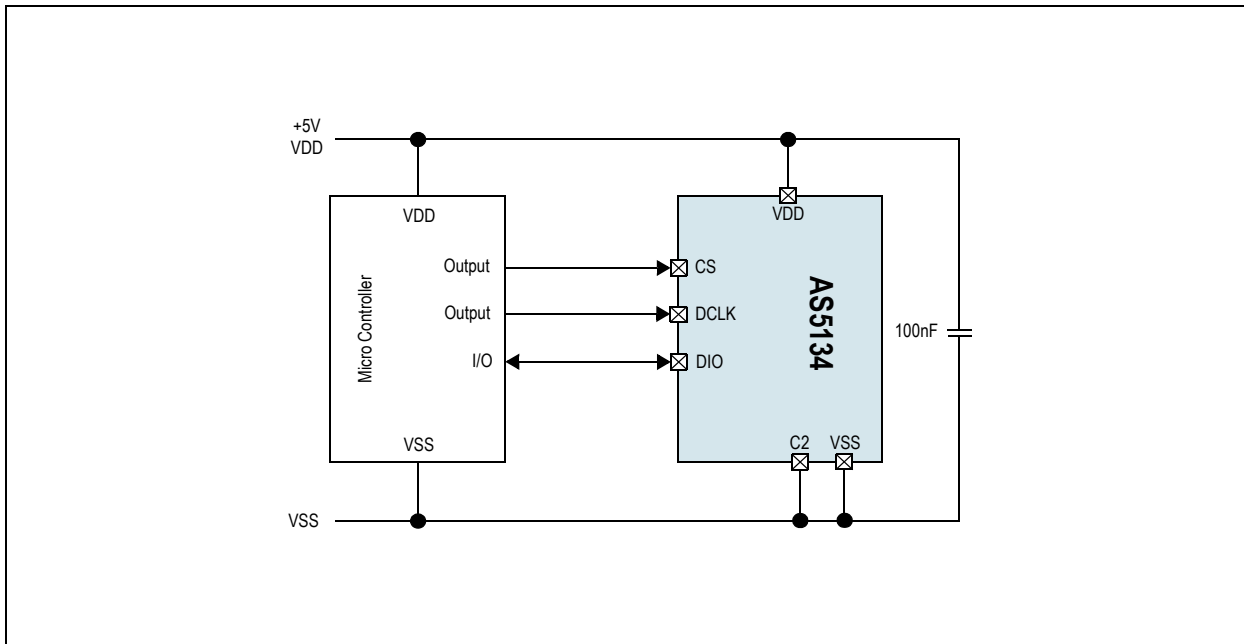 +5V
VDD
VDD
VDD
Output
CS
Micro Controller
Output
DCLK
AS5134
100nF
I/O
DIO
VSS
C2
VSS
VSS